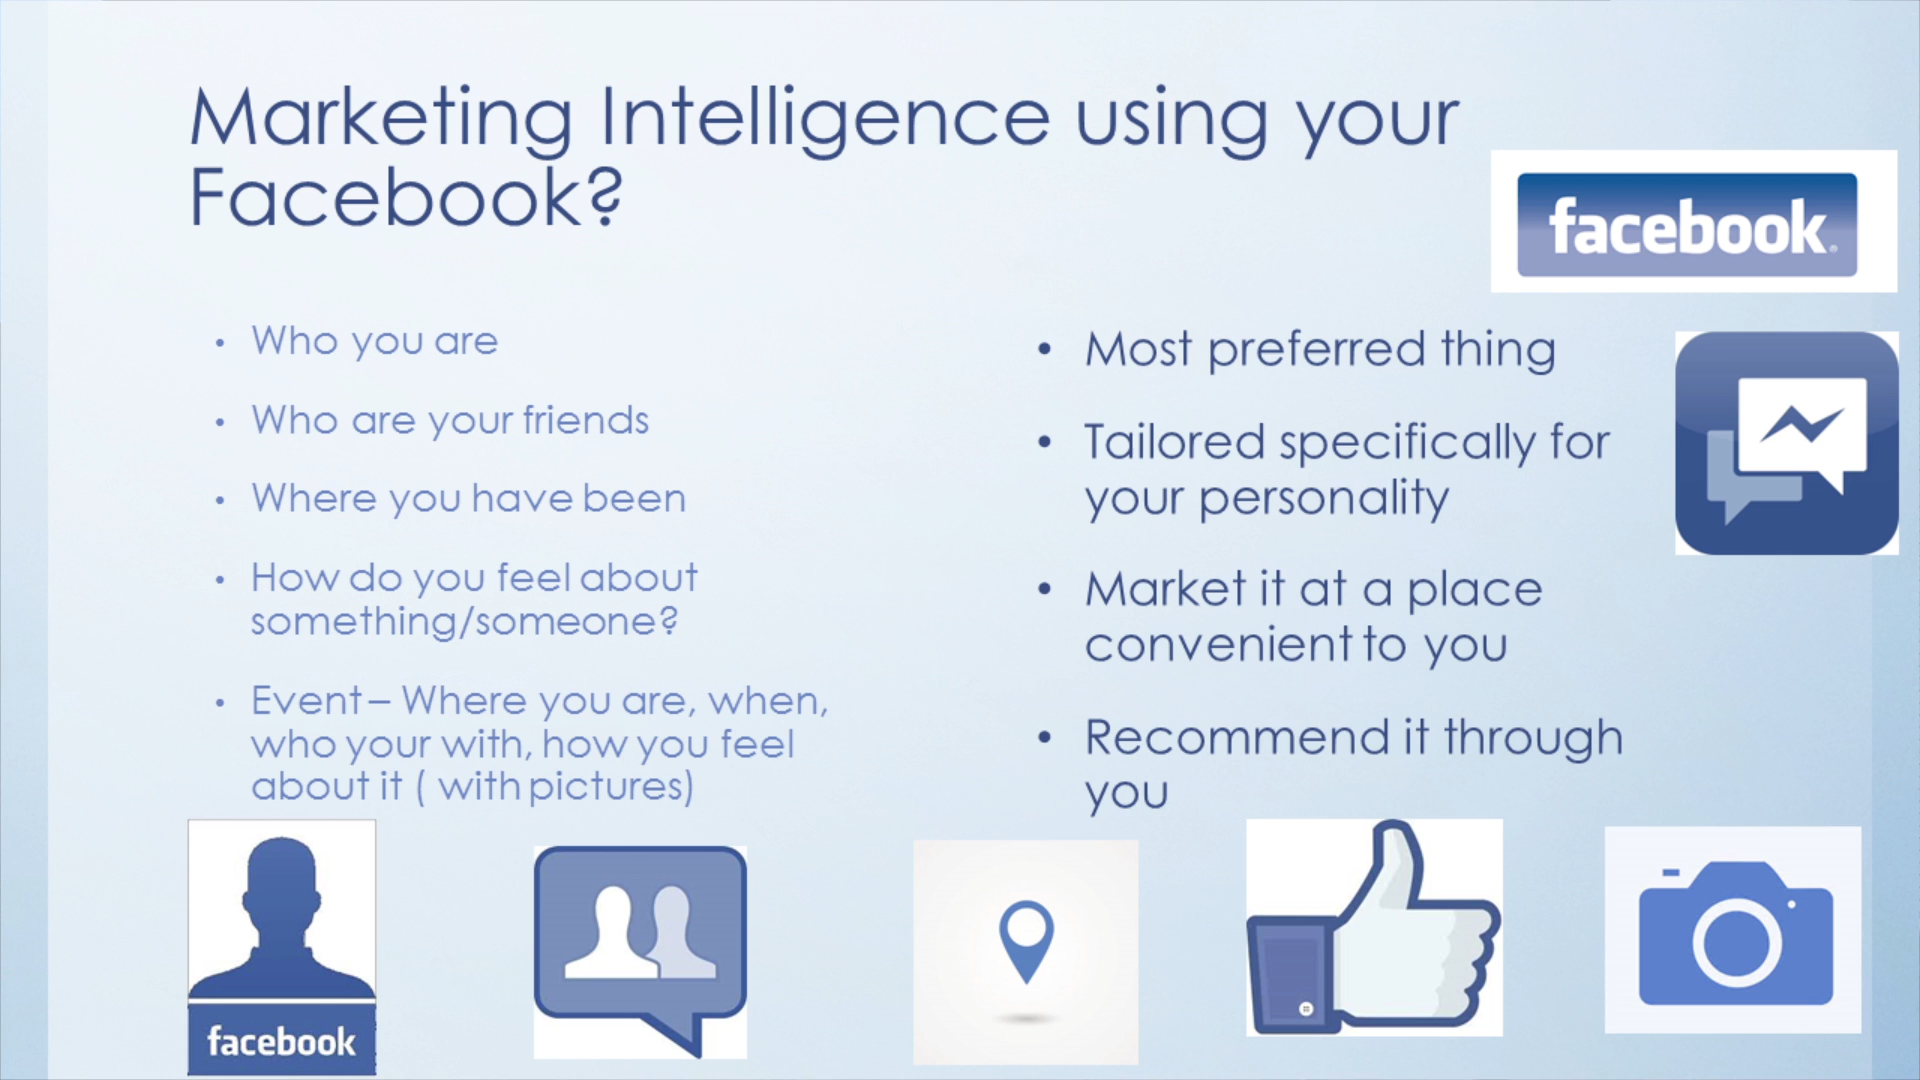 Marketing Intelligence using your
Facebook?
facebook
• Who you are
• Who are your friends
• Where you have been
• How do you feel about
something/someone?
• Event – Where you are, when,
who your with, how you feel
about it ( with pictures)
• Most preferred thing
• Tailored specifically for
your personality
• Market it at a place
convenient to you
• Recommend it through
you
facebook